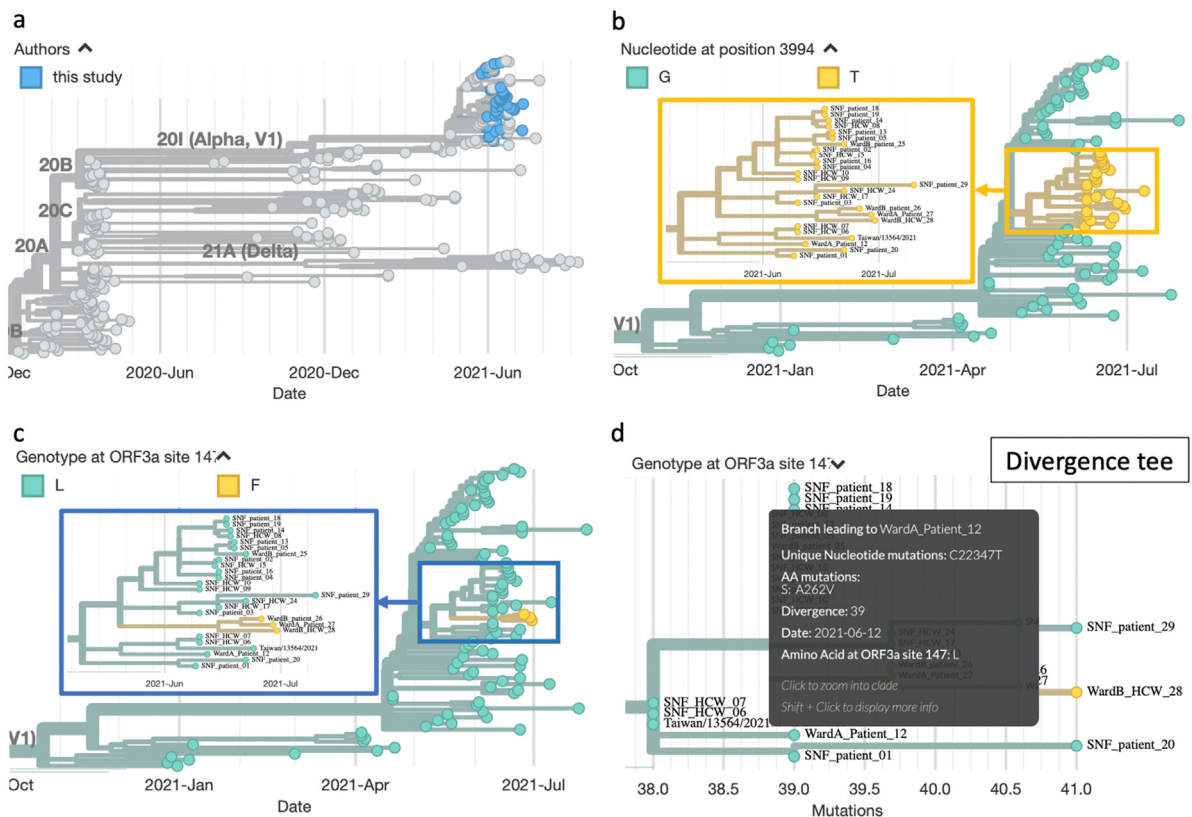 a
Authors
this study
20I (Alpha, V1)
20B
20C
20A
21A (Delta)
0B
Dec
2020-Jun
2020-Dec
2021-Jun
Date
b
Nucleotide at position 3994
G
T
SNF_patient_18
SNF_patient_19
SNF_patient_14
SNF_HCW_08
SNF_patient_13
SNF_patient_05
WardB_patient_25
SNF_patient_02
SNF_HCW_15
SNF_patient_16
SNF_patient_04
SNF_HCW_10
SNF_HCW_09
SNF_patient_29
SNF_HCW_24
SNF_HCW_17
SNF_patient_03
WardB_patient_26
WardA_Patient_27
WardB_HCW_28
SNF_HCW_07
SNF_HCW_06
Taiwan/13564/2021
WardA_Patient_12
SNF_patient_20
SNF_patient_01
2021-Jun
2021-Jul
V1)
Oct
2021-Jan
2021-Apr
2021-Jul
Date
c
Genotype at ORF3a site 147
L
F
SNF_patient_18
SNF_patient_19
SNF_patient_14
SNF_HCW_08
SNF_patient_13
SNF_patient_05
WardB_patient_25
SNF_patient_02
SNF_HCW_15
SNF_patient_16
SNF_patient_04
SNF_HCW_10
SNF_HCW_09
SNF_patient_29
SNF_HCW_24
SNF_HCW_17
SNF_patient_03
WardB_patient_26
WardA_Patient_27
WardB_HCW_28
SNF_HCW_07
SNF_HCW_06
Taiwan/13564/2021
WardA_Patient_12
SNF_patient_20
SNF_patient_01
2021-Jun
2021-Jul
V1)
Oct
2021-Jan
2021-Apr
2021-Jul
Date
d
Genotype at ORF3a site 147
Divergence tee
SNF_patient_18
SNF_patient_19
SNF_patient_14
Branch leading to WardA_Patient_12
Unique Nucleotide mutations: C22347T
AA mutations:
S: A262V
Divergence: 39
Date: 2021-06-12
Amino Acid at ORF3a site 147: L
Click to zoom into clade
Shift + Click to display more info
SNF_HCW_24
SNF_HCW_17
WardB_patient_26
WardA_Patient_27
SNF_patient_29
WardB_HCW_28
SNF_HCW_07
SNF_HCW_06
Taiwan/13564/2021
WardA_Patient_12
SNF_patient_20
SNF_patient_01
38.0
38.5
39.0
39.5
40.0
40.5
41.0
Mutations